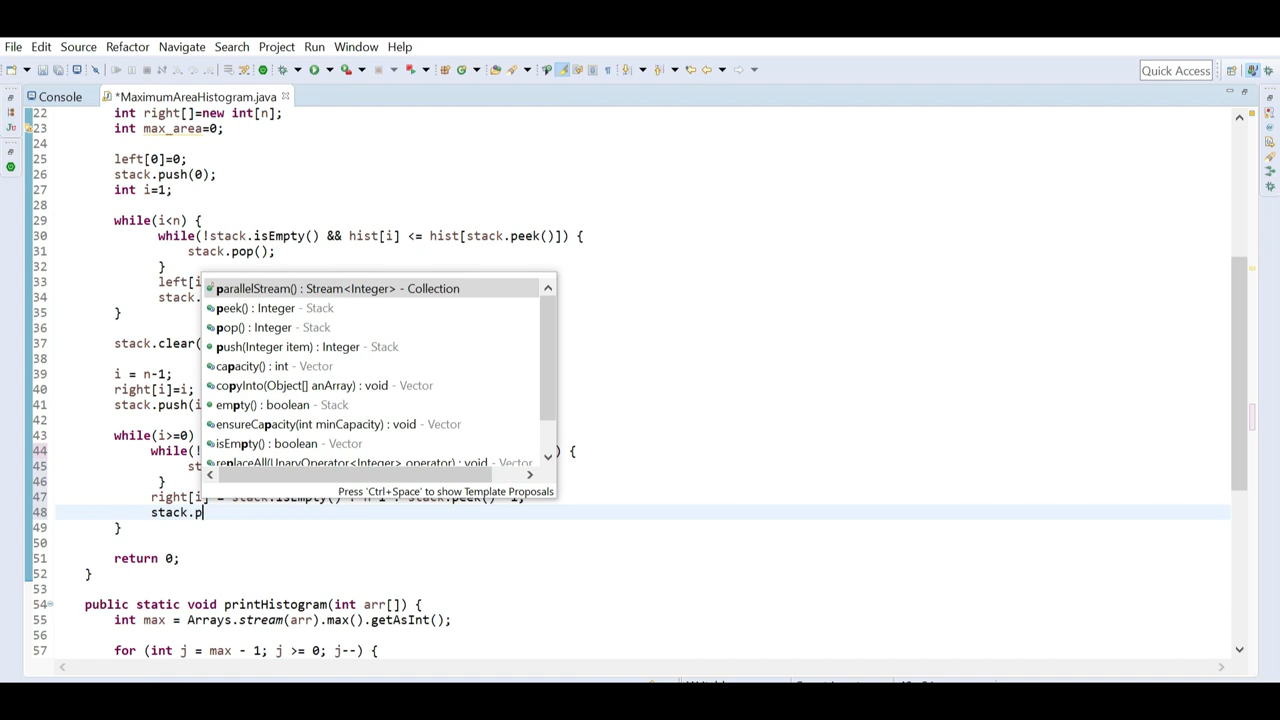 File Edit Source Refactor Navigate Search Project Run Window Help
Quick Access
Console *MaximumAreaHistogram.java
22 int right[]=new int[n];
23 int max_area=0;
24
25 left[0]=0;
26 stack.push(0);
27 int i=1;
28
29 while(i<n) {
30 while(!stack.isEmpty() && hist[i] <= hist[stack.peek()]) {
31 stack.pop();
32 }
33 left[i
34 stack.
35 }
36
37 stack.clear(
38
39 i = n-1;
40 right[i]=i;
41 stack.push(i
42
43 while(i>=0)
44 while(! ) {
45 st
46 }
47 right[i] = stack.isEmpty() ? n-1 : stack.peek() -1;
48 stack.p
49 }
50
51 return 0;
52 }
53
54 public static void printHistogram(int arr[]) {
55 int max = Arrays.stream(arr).max().getAsInt();
56
57 for (int j = max - 1; j >= 0; j--) {
parallelStream() : Stream<Integer> - Collection
peek() : Integer - Stack
pop() : Integer - Stack
push(Integer item) : Integer - Stack
capacity() : int - Vector
copyInto(Object[] anArray) : void - Vector
empty() : boolean - Stack
ensureCapacity(int minCapacity) : void - Vector
isEmpty() : boolean - Vector
replaceAll(UnaryOperator<Integer> operator) : void - Vector
Press 'Ctrl+Space' to show Template Proposals